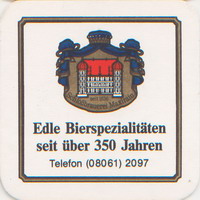 Edle Bierspezialitäten
seit über 350 Jahren
Telefon (08061) 2097